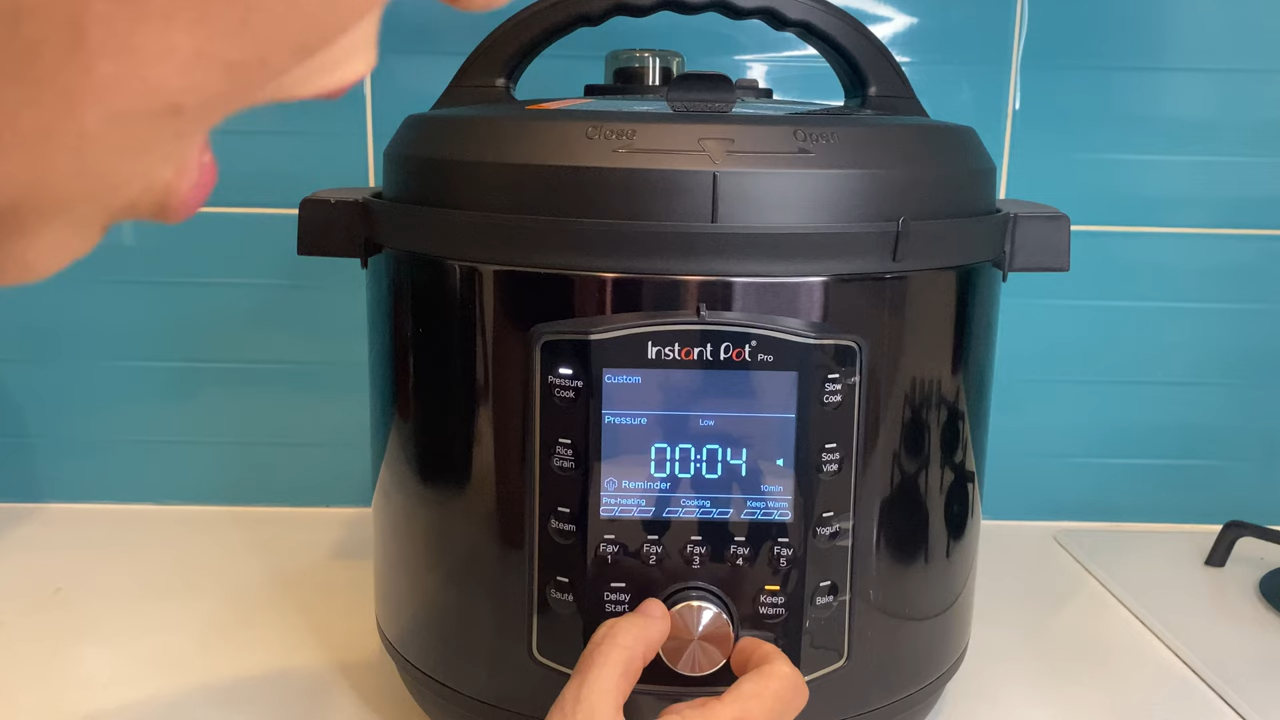 Close
Open
Instant Pot® Pro
Pressure
Cook
Custom
Slow
Cook
Pressure Low
Rice
Grain
00:04
Sous
Vide
Reminder 10min
Pre-heating Cooking Keep Warm
Steam
Yogurt
Fav
1
Fav
2
Fav
3
Fav
4
Fav
5
Sauté
Delay
Start
Keep
Warm
Bake